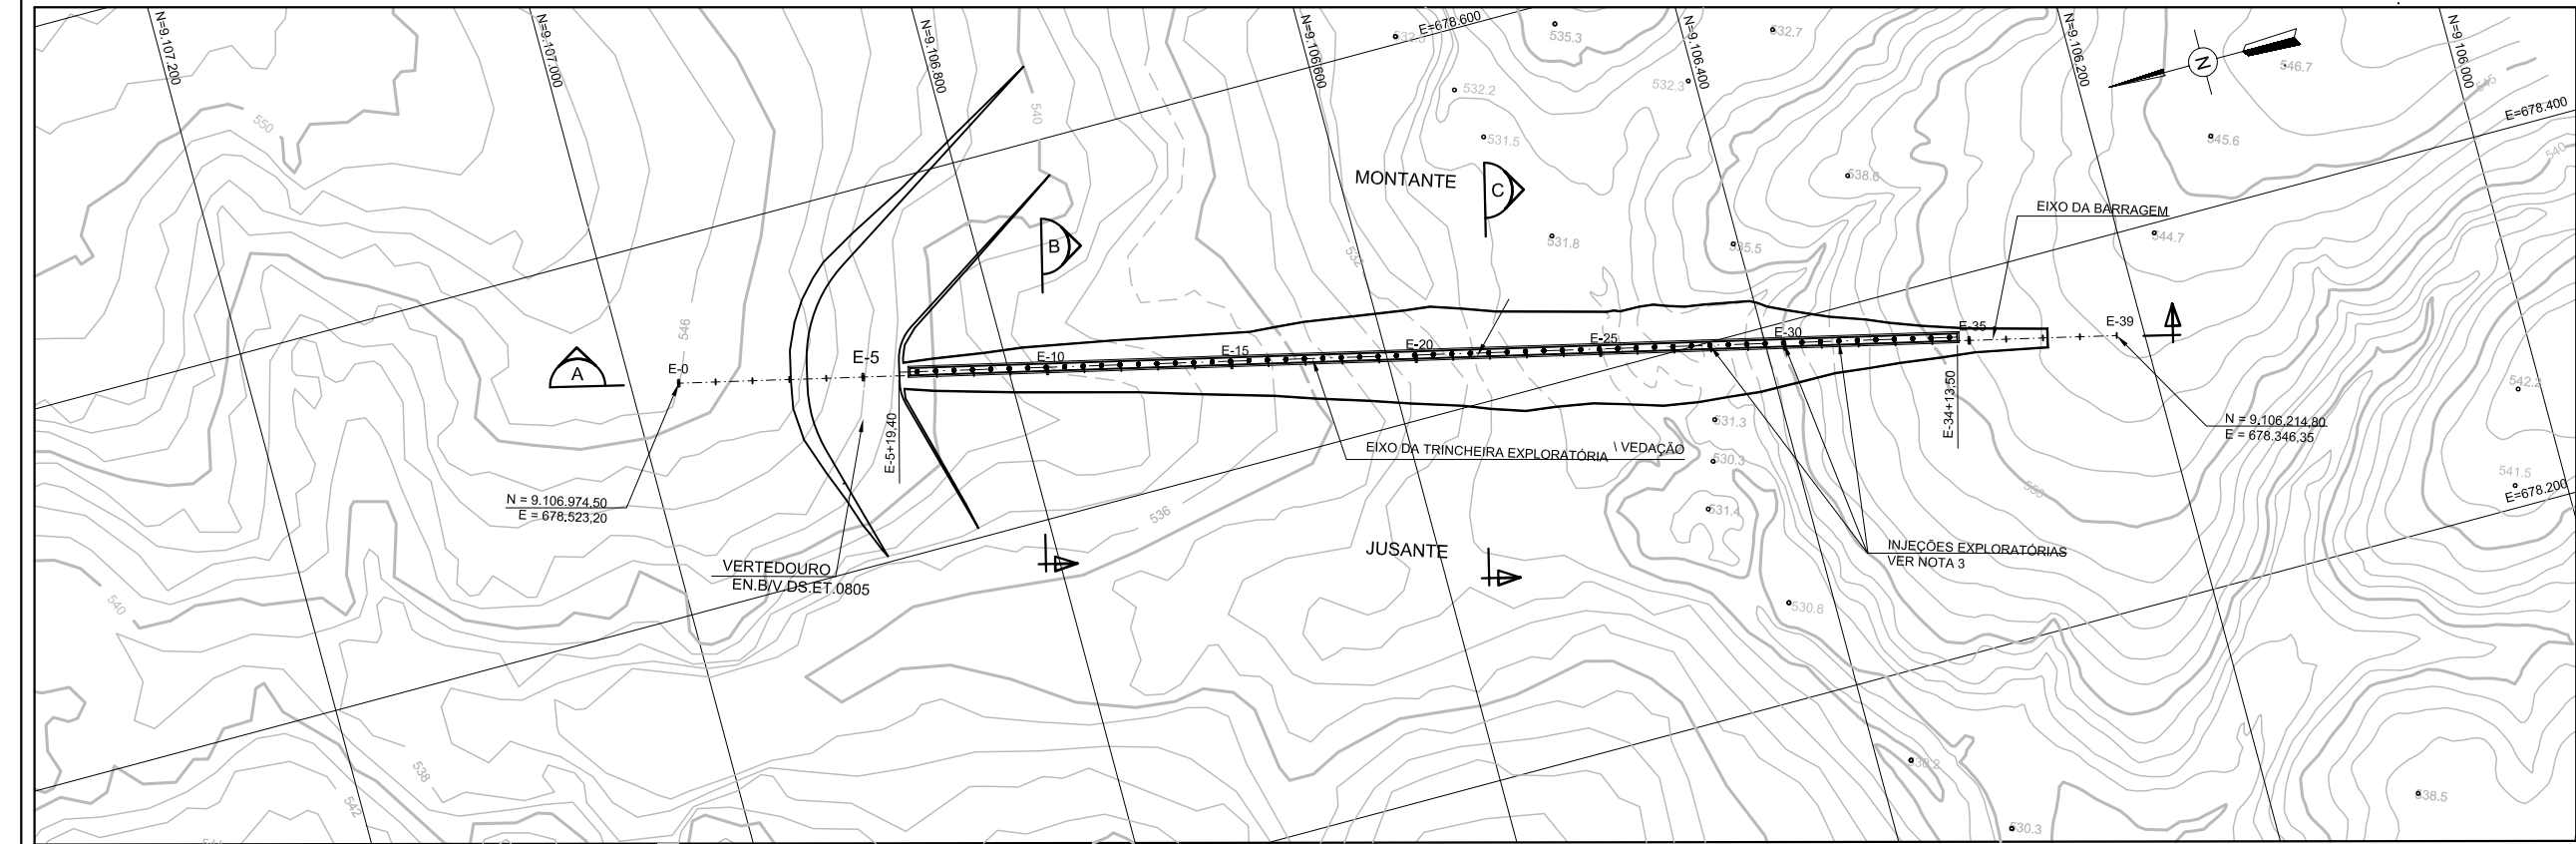 N=9.107.200
N=9.107.000
N=9.106.800
N=9.106.600
N=9.106.400
N=9.106.200
N=9.106.000
E=678.600
E=678.400
E=678.200
N
535.3
532.7
532.2
532.3
531.5
546.7
545
545.6
540
550
540
MONTANTE
C
538.6
EIXO DA BARRAGEM
544.7
B
531.8
535.5
532
546
A
E-0
E-5
E-10
E-15
E-20
E-25
E-30
E-35
E-39
E-5+19,40
E-34+13,50
542.2
N = 9.106.214.80
E = 678.346,35
531.3
530.3
EIXO DA TRINCHEIRA EXPLORATÓRIA \ VEDAÇÃO
541.5
550
N = 9.106.974,50
E = 678.523,20
536
531.4
JUSANTE
INJEÇÕES EXPLORATÓRIAS
VER NOTA 3
VERTEDOURO
EN.B/V.DS.ET.0805
540
530.8
538
542
530.2
538.5
530.3